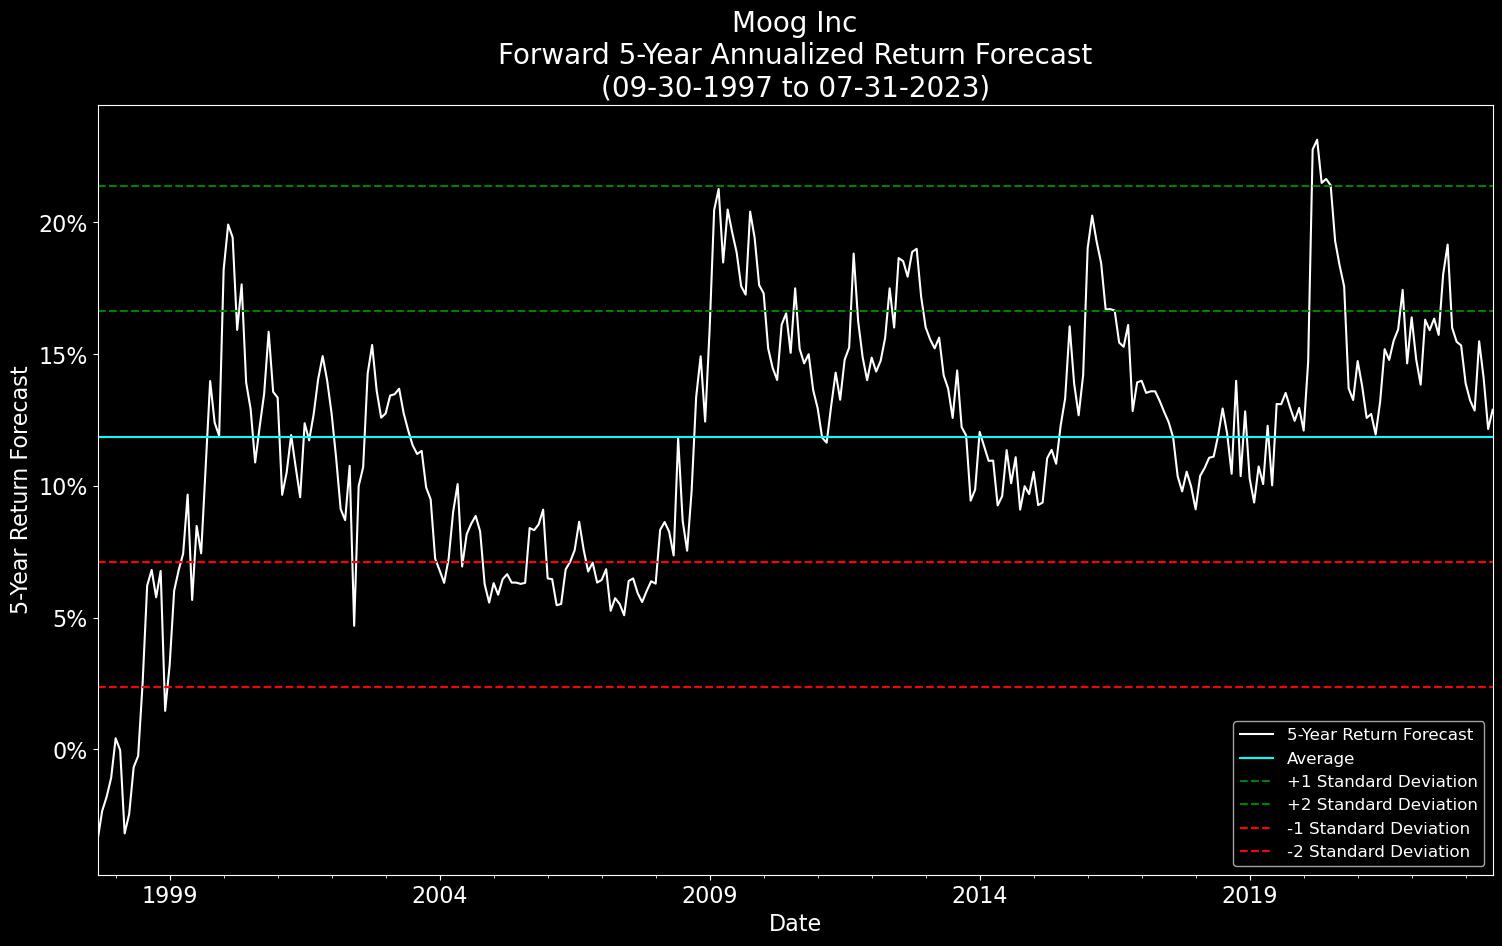 Moog Inc
Forward 5-Year Annualized Return Forecast
(09-30-1997 to 07-31-2023)
5-Year Return Forecast
20%
15%
10%
5%
0%
1999
2004
2009
2014
2019
Date
5-Year Return Forecast
Average
+1 Standard Deviation
+2 Standard Deviation
-1 Standard Deviation
-2 Standard Deviation